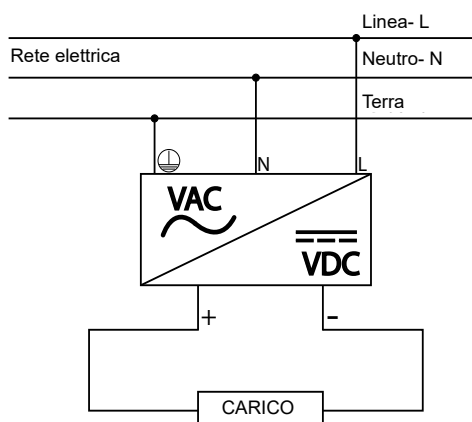 Linea- L
Rete elettrica
Neutro- N
Terra
N
L
VAC
VDC
+
-
CARICO